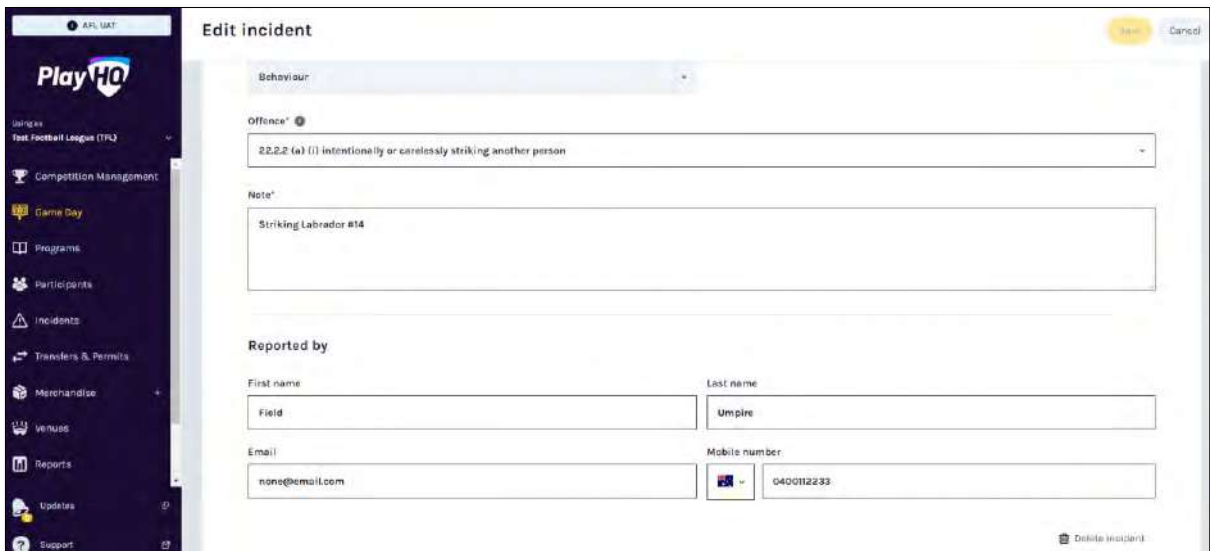 AFL UAT
Edit incident
Save
Cancel
PlayHQ
Using as
Test Football League (TFL)
Behaviour
Offence*
22.2.2 (a) (i) intentionally or carelessly striking another person
Competition Management
Note*
Game Day
Striking Labrador #14
Programs
Participants
Incidents
Reported by
Transfers & Permits
First name
Last name
Merchandise +
Field
Umpire
Venues
Email
Mobile number
Reports
none@email.com
0400112233
Updates
Delete incident
Support